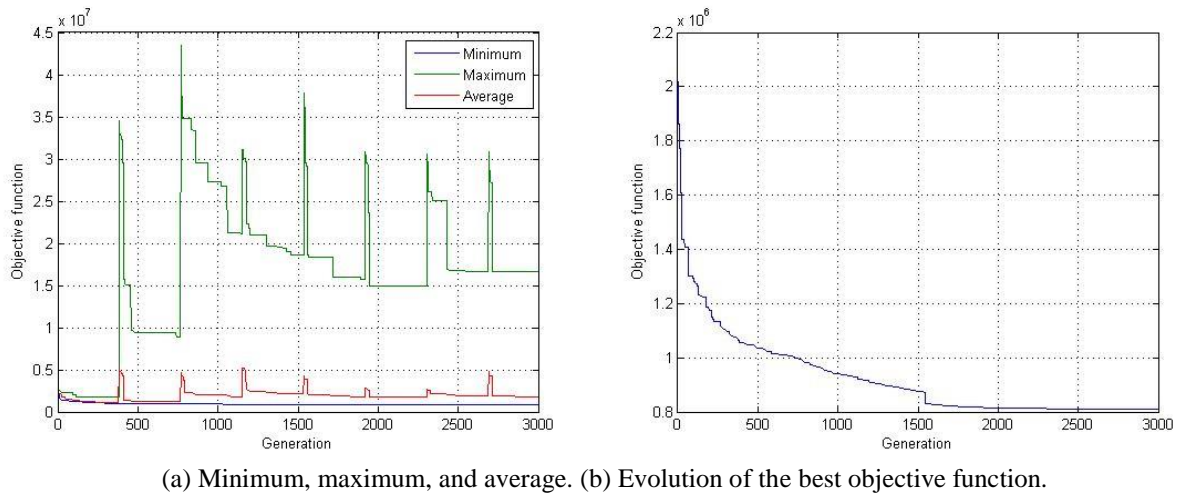 x 10^7
4.5
4
3.5
3
2.5
2
1.5
1
0.5
0
Objective function
0 500 1000 1500 2000 2500 3000
Generation
Minimum
Maximum
Average
x 10^6
2.2
2
1.8
1.6
1.4
1.2
1
0.8
Objective function
0 500 1000 1500 2000 2500 3000
Generation
(a) Minimum, maximum, and average. (b) Evolution of the best objective function.